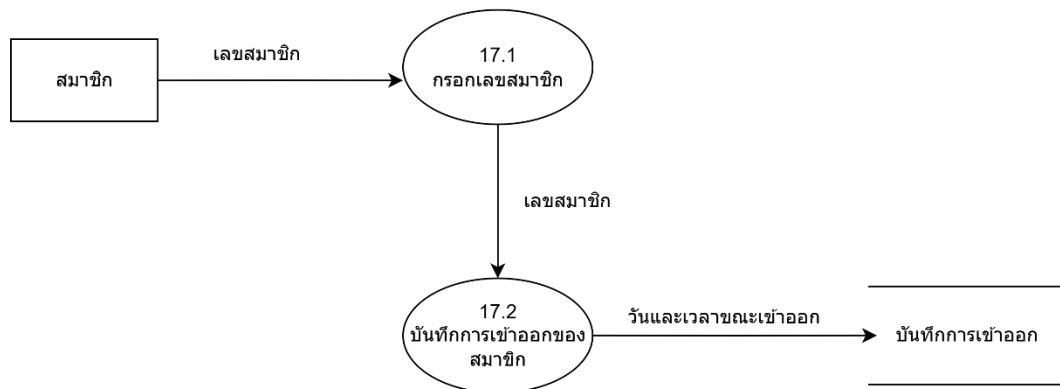 เลขสมาชิก
สมาชิก
17.1
กรอกเลขสมาชิก
เลขสมาชิก
17.2
บันทึกการเข้าออกของ
สมาชิก
วันและเวลาขณะเข้าออก
บันทึกการเข้าออก